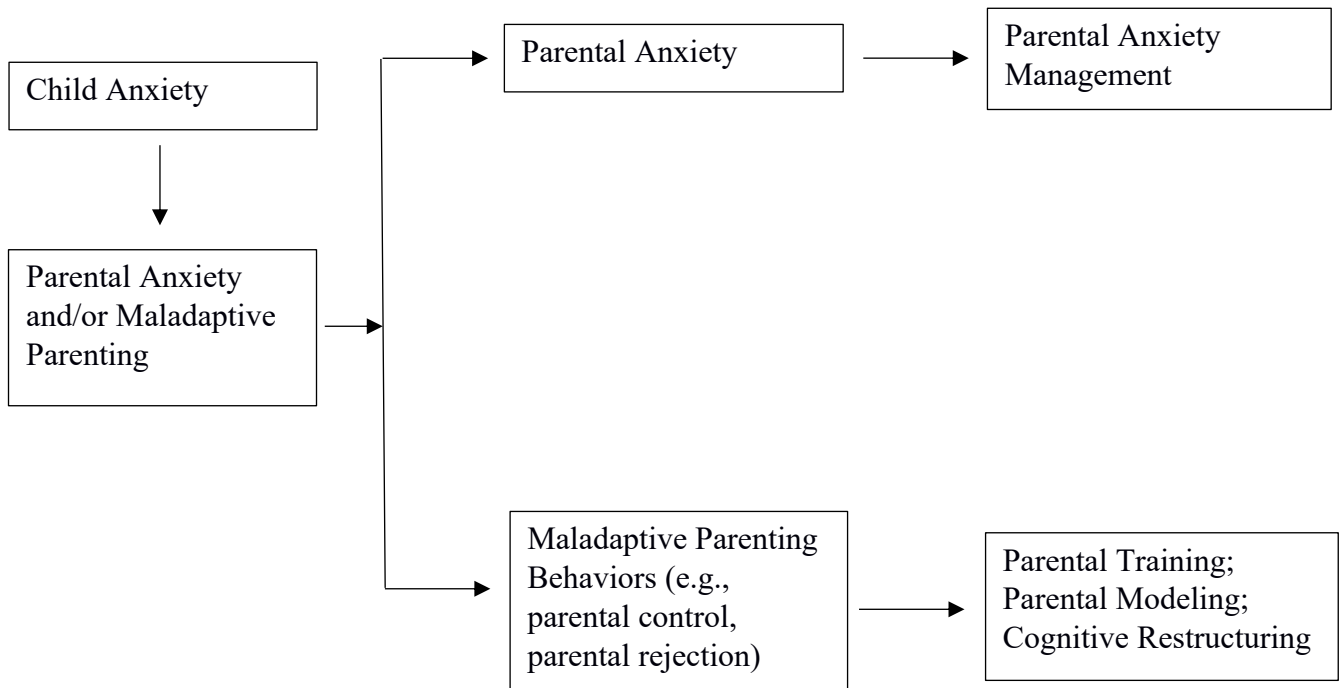 Child Anxiety
Parental Anxiety
and/or Maladaptive
Parenting
Parental Anxiety
Parental Anxiety
Management
Maladaptive Parenting
Behaviors (e.g.,
parental control,
parental rejection)
Parental Training;
Parental Modeling;
Cognitive Restructuring